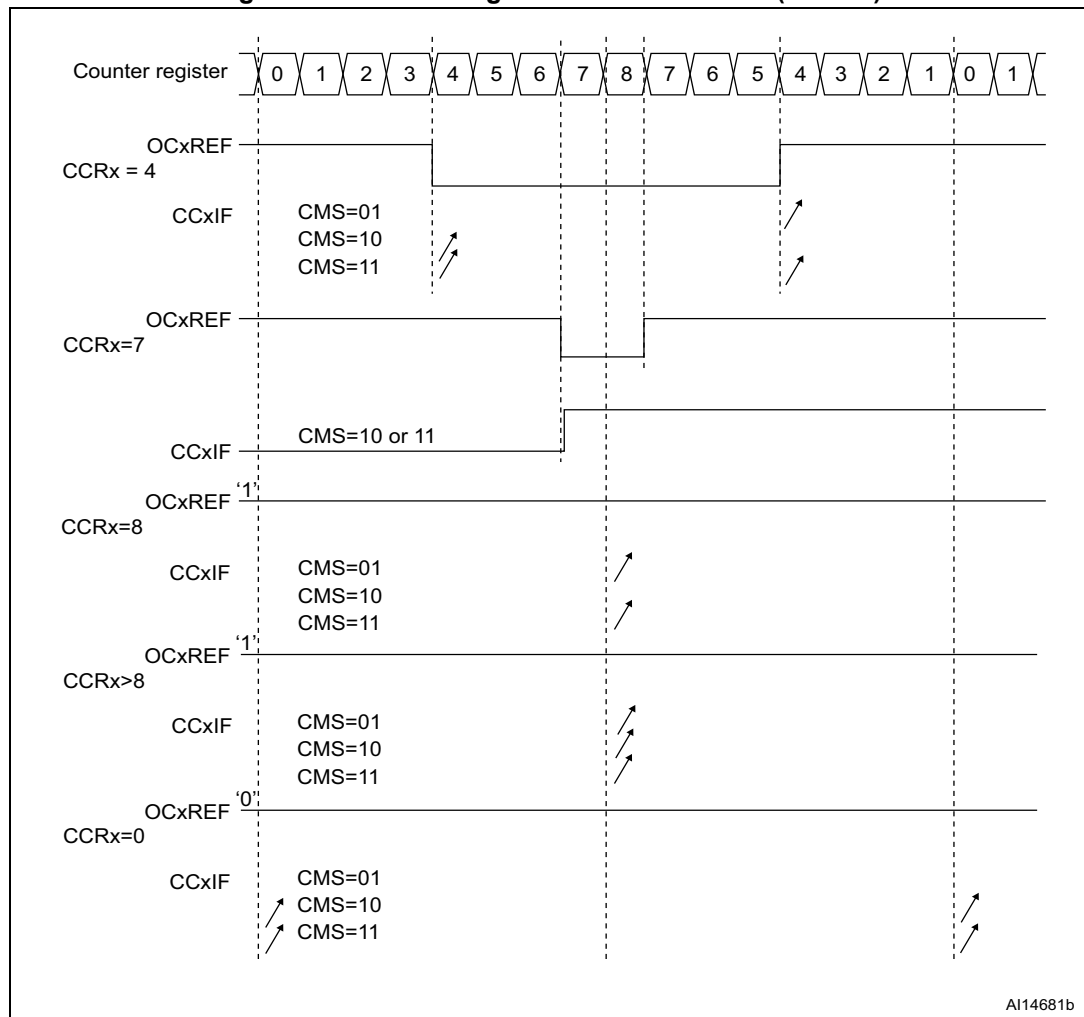 Counter register 0 1 2 3 4 5 6 7 8 7 6 5 4 3 2 1 0 1
OCxREF
CCRx = 4
CCxIF
CMS=01
CMS=10
CMS=11
OCxREF
CCRx=7
CMS=10 or 11
CCxIF
OCxREF '1'
CCRx=8
CCxIF
CMS=01
CMS=10
CMS=11
OCxREF '1'
CCRx>8
CCxIF
CMS=01
CMS=10
CMS=11
OCxREF '0'
CCRx=0
CCxIF
CMS=01
CMS=10
CMS=11
AI14681b